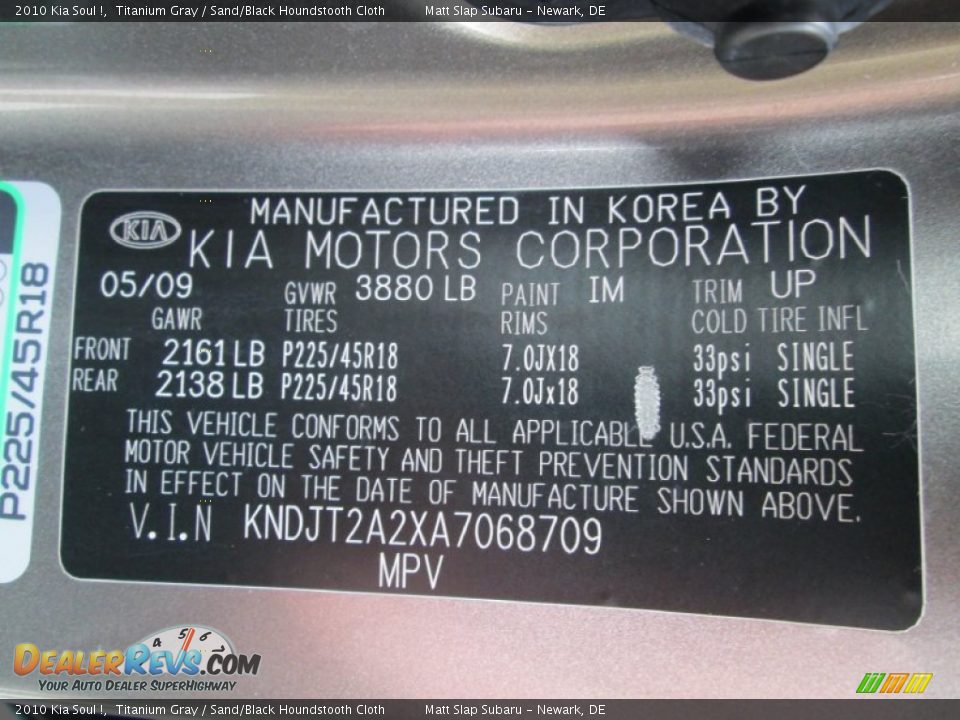 2010 Kia Soul !, Titanium Gray / Sand/Black Houndstooth Cloth Matt Slap Subaru - Newark, DE
KIA MANUFACTURED IN KOREA BY
KIA MOTORS CORPORATION
05/09 GVWR 3880 LB PAINT IM TRIM UP
GAWR TIRES RIMS COLD TIRE INFL
FRONT 2161 LB P225/45R18 7.0JX18 33psi SINGLE
REAR 2138 LB P225/45R18 7.0Jx18 33psi SINGLE
THIS VEHICLE CONFORMS TO ALL APPLICABLE U.S.A. FEDERAL
MOTOR VEHICLE SAFETY AND THEFT PREVENTION STANDARDS
IN EFFECT ON THE DATE OF MANUFACTURE SHOWN ABOVE.
V.I.N KNDJT2A2XA7068709
MPV
P225/45R18
4 5 6
DEALERREVS.COM
YOUR AUTO DEALER SUPERHIGHWAY
2010 Kia Soul !, Titanium Gray / Sand/Black Houndstooth Cloth Matt Slap Subaru - Newark, DE